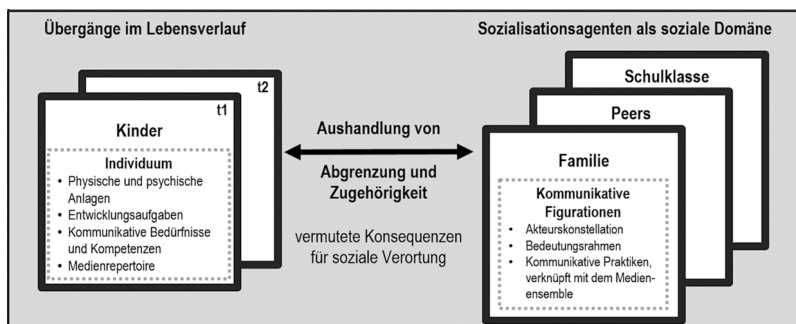 Übergänge im Lebensverlauf
t2
t1
Kinder
Individuum
• Physische und psychische
Anlagen
• Entwicklungsaufgaben
• Kommunikative Bedürfnisse
und Kompetenzen
• Medienrepertoire
Aushandlung von
Abgrenzung und
Zugehörigkeit
vermutete Konsequenzen
für soziale Verortung
Sozialisationsagenten als soziale Domäne
Schulklasse
Peers
Familie
Kommunikative
Figurationen
• Akteurskonstellation
• Bedeutungsrahmen
• Kommunikative Praktiken,
verknüpft mit dem Medien-
ensemble